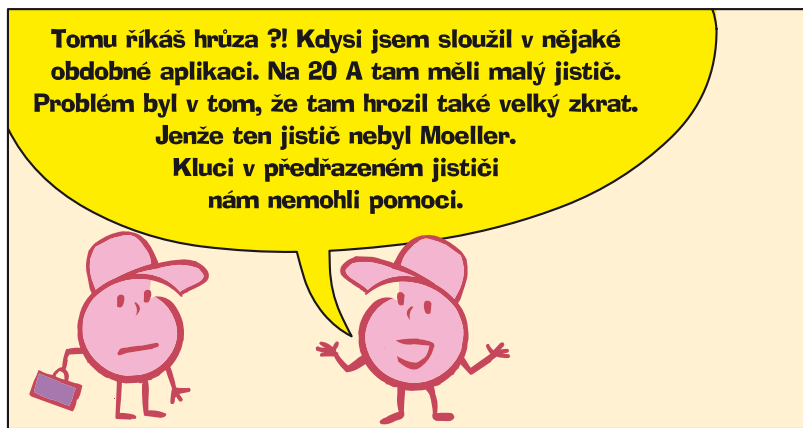 Tomu říkáš hrůza ?! Kdysi jsem sloužil v nějaké
obdobné aplikaci. Na 20 A tam měli malý jistič.
Problém byl v tom, že tam hrozil také velký zkrat.
Jenže ten jistič nebyl Moeller.
Kluci v předřazeném jističi
nám nemohli pomoci.